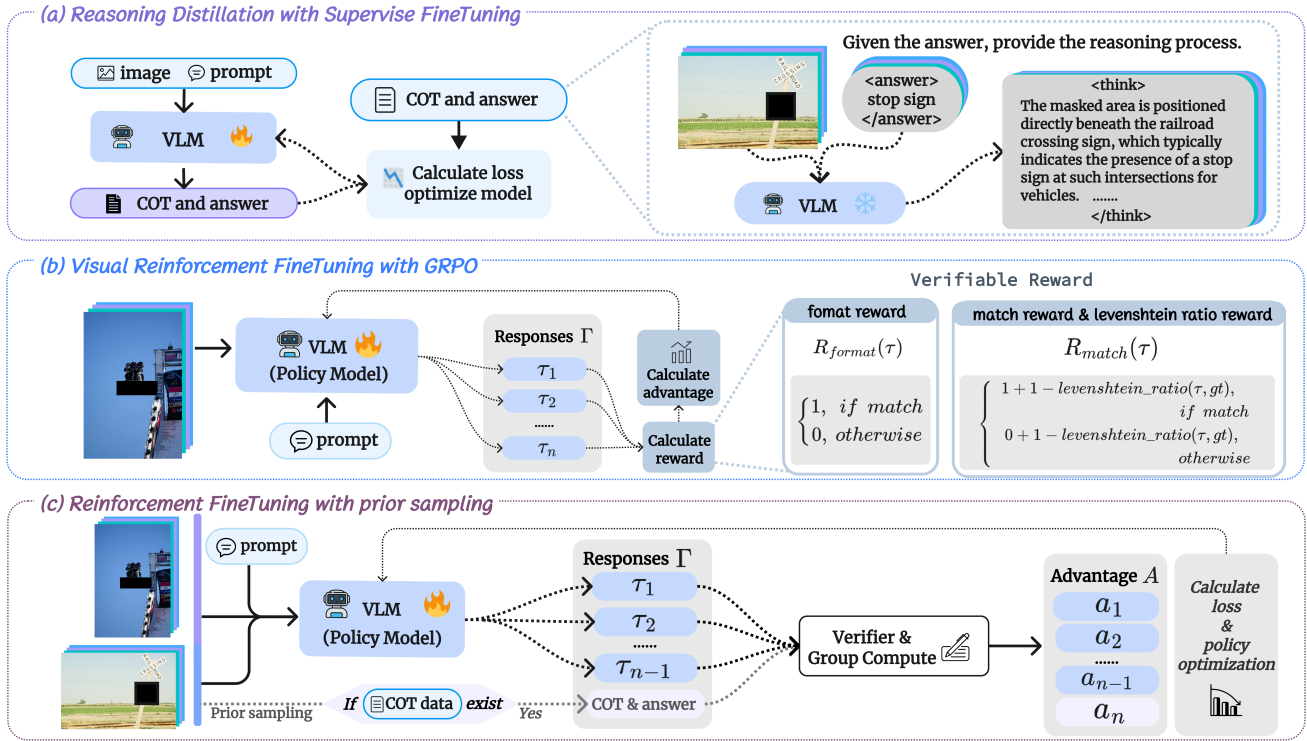 (a) Reasoning Distillation with Supervise FineTuning
image prompt
VLM
COT and answer
COT and answer
Calculate loss
optimize model
Given the answer, provide the reasoning process.
RAILROAD
CROSSING
<answer>
stop sign
</answer>
VLM
<think>
The masked area is positioned
directly beneath the railroad
crossing sign, which typically
indicates the presence of a stop
sign at such intersections for
vehicles. .......
</think>
(b) Visual Reinforcement FineTuning with GRPO
VLM
(Policy Model)
prompt
Responses Γ
τ₁
τ₂
......
τₙ
Calculate
advantage
Calculate
reward
Verifiable Reward
fomat reward
R_{format}(τ)
{1, if match
0, otherwise
match reward & levenshtein ratio reward
R_{match}(τ)
{ 1 + 1 − levenshtein_ratio(τ, gt),
if match
0 + 1 − levenshtein_ratio(τ, gt),
otherwise
(c) Reinforcement FineTuning with prior sampling
prompt
VLM
(Policy Model)
Prior sampling
If COT data exist
Yes
Responses Γ
τ₁
τ₂
......
τₙ₋₁
COT & answer
Verifier &
Group Compute
Advantage A
a₁
a₂
......
aₙ₋₁
aₙ
Calculate
loss
&
policy
optimization